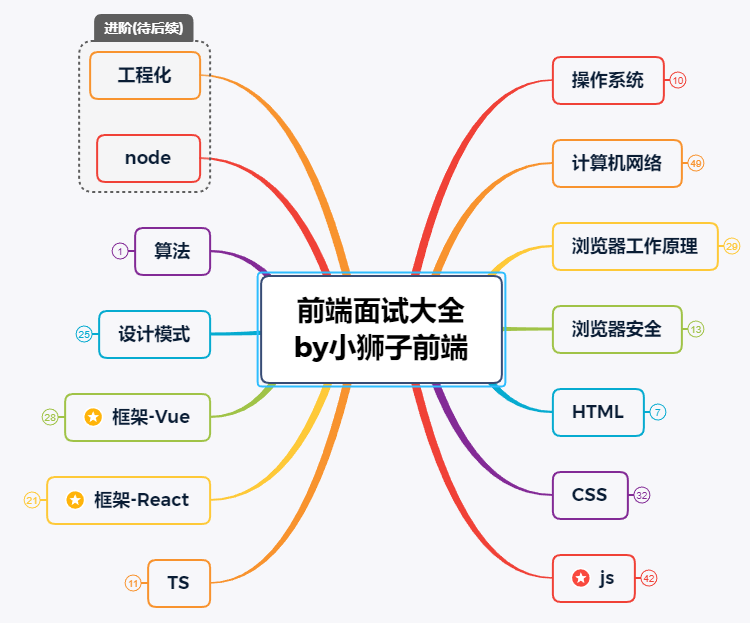 进阶(待后续)
工程化
node
算法
1
设计模式
25
框架-Vue
28
框架-React
21
TS
11
前端面试大全
by小狮子前端
操作系统
10
计算机网络
49
浏览器工作原理
29
浏览器安全
13
HTML
7
CSS
32
js
42